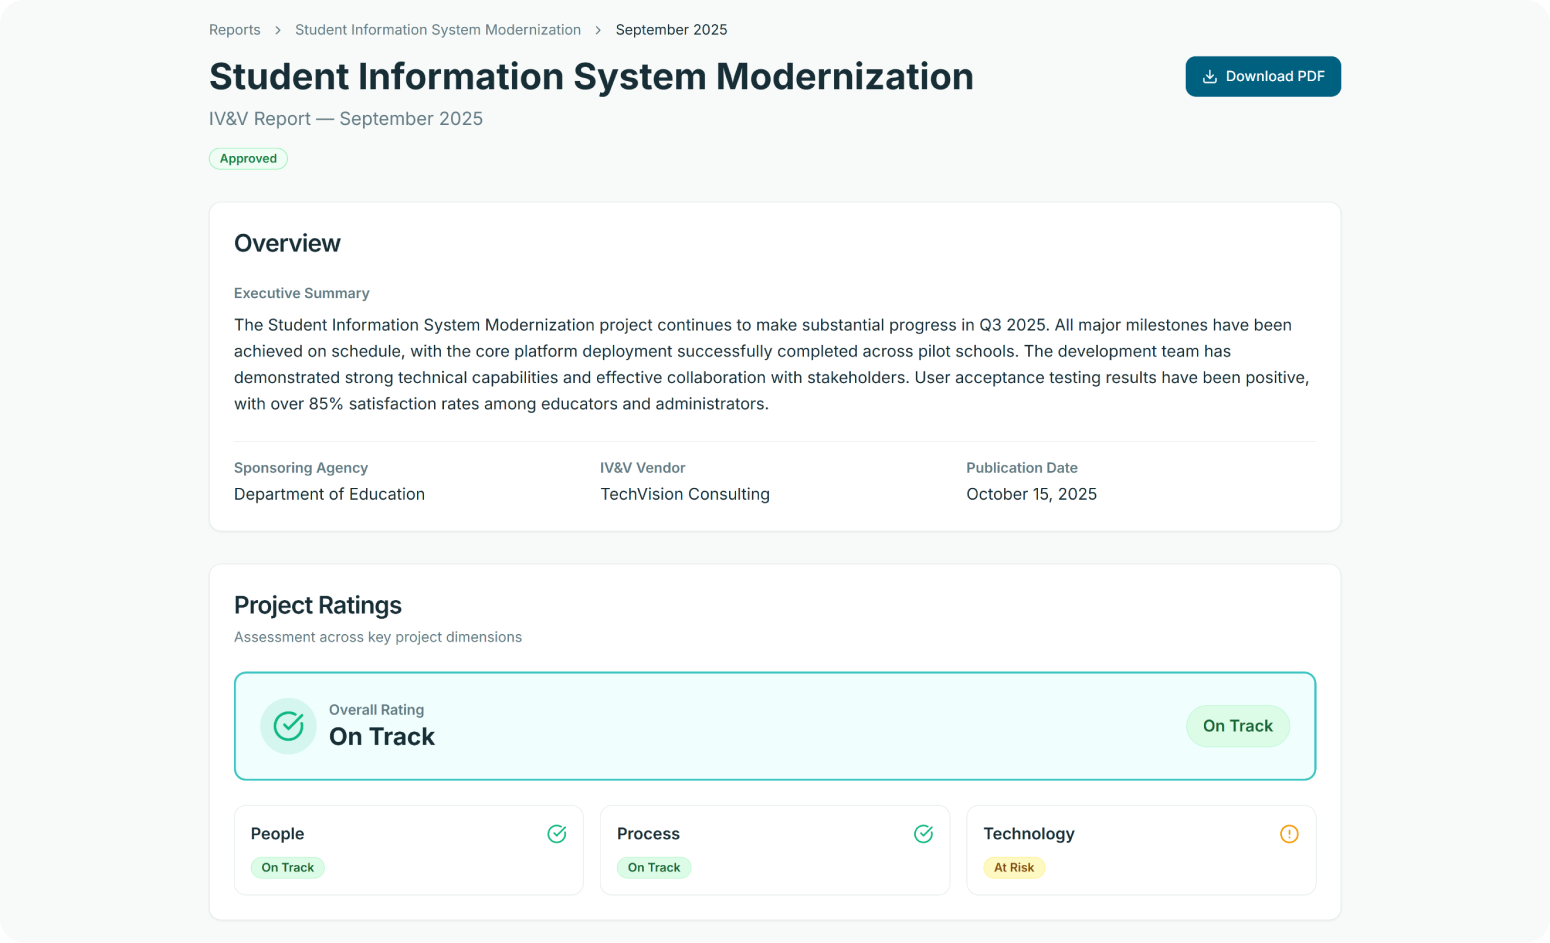 Reports > Student Information System Modernization > September 2025
Student Information System Modernization
Download PDF
IV&V Report — September 2025
Approved
Overview
Executive Summary
The Student Information System Modernization project continues to make substantial progress in Q3 2025. All major milestones have been
achieved on schedule, with the core platform deployment successfully completed across pilot schools. The development team has
demonstrated strong technical capabilities and effective collaboration with stakeholders. User acceptance testing results have been positive,
with over 85% satisfaction rates among educators and administrators.
Sponsoring Agency
Department of Education
IV&V Vendor
TechVision Consulting
Publication Date
October 15, 2025
Project Ratings
Assessment across key project dimensions
Overall Rating
On Track
On Track
People
On Track
Process
On Track
Technology
At Risk